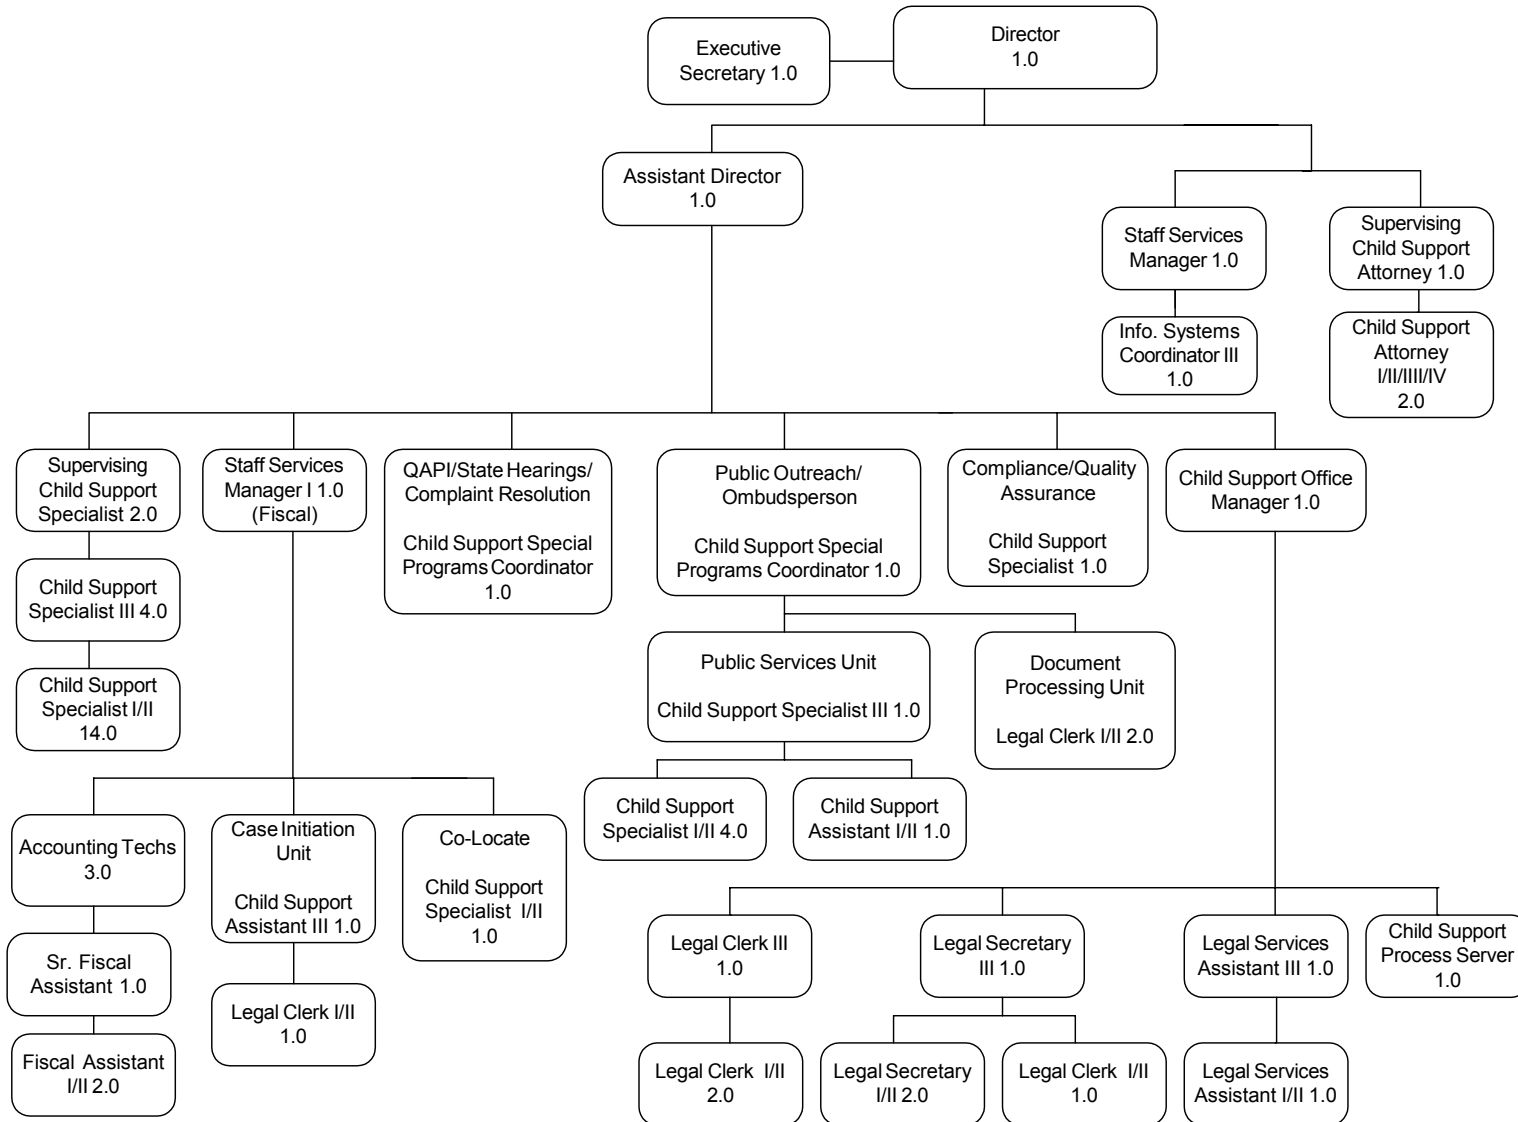 Executive
Secretary 1.0
Director
1.0
Assistant Director
1.0
Staff Services
Manager 1.0
Supervising
Child Support
Attorney 1.0
Info. Systems
Coordinator III
1.0
Child Support
Attorney
I/II/IIII/IV
2.0
Supervising
Child Support
Specialist 2.0
Staff Services
Manager I 1.0
(Fiscal)
QAPI/State Hearings/
Complaint Resolution
Child Support Special
Programs Coordinator
1.0
Public Outreach/
Ombudsperson
Child Support Special
Programs Coordinator 1.0
Compliance/Quality
Assurance
Child Support
Specialist 1.0
Child Support Office
Manager 1.0
Child Support
Specialist III 4.0
Child Support
Specialist I/II
14.0
Public Services Unit
Child Support Specialist III 1.0
Document
Processing Unit
Legal Clerk I/II 2.0
Child Support
Specialist I/II 4.0
Child Support
Assistant I/II 1.0
Accounting Techs
3.0
Case Initiation
Unit
Child Support
Assistant III 1.0
Co-Locate
Child Support
Specialist I/II
1.0
Sr. Fiscal
Assistant 1.0
Legal Clerk I/II
1.0
Fiscal Assistant
I/II 2.0
Legal Clerk III
1.0
Legal Secretary
III 1.0
Legal Services
Assistant III 1.0
Child Support
Process Server
1.0
Legal Clerk I/II
2.0
Legal Secretary
I/II 2.0
Legal Clerk I/II
1.0
Legal Services
Assistant I/II 1.0